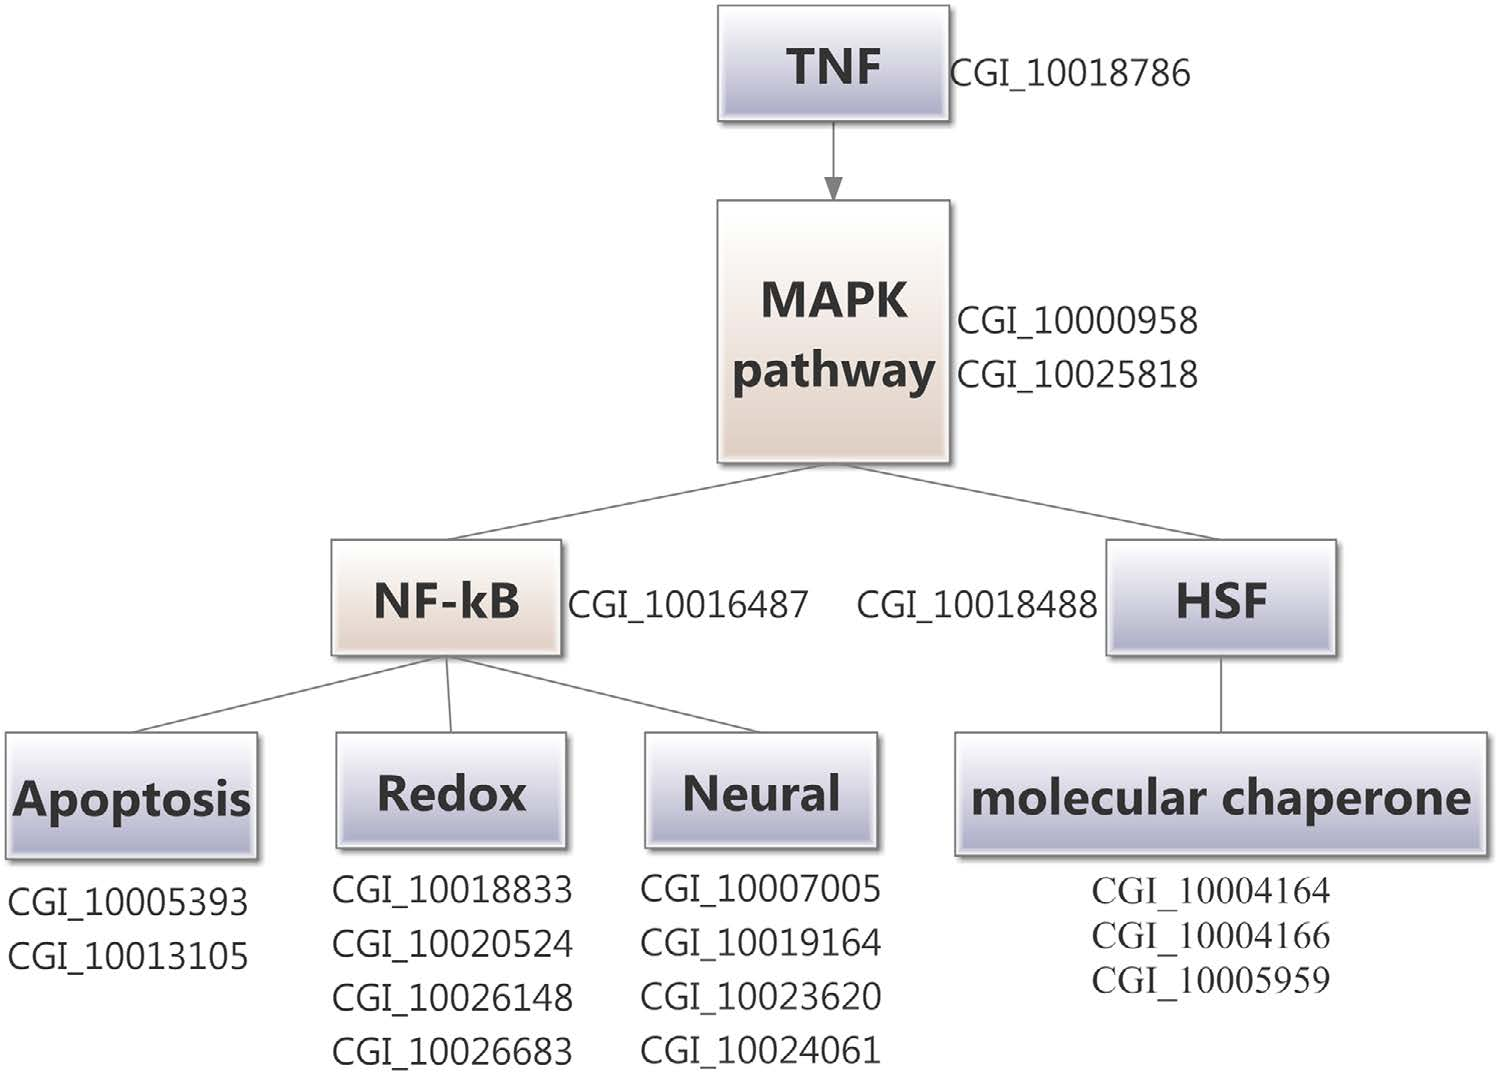 TNF
CGI_10018786
MAPK
pathway
CGI_10000958
CGI_10025818
NF-kB
CGI_10016487
CGI_10018488
HSF
Apoptosis
CGI_10005393
CGI_10013105
Redox
CGI_10018833
CGI_10020524
CGI_10026148
CGI_10026683
Neural
CGI_10007005
CGI_10019164
CGI_10023620
CGI_10024061
molecular chaperone
CGI_10004164
CGI_10004166
CGI_10005959